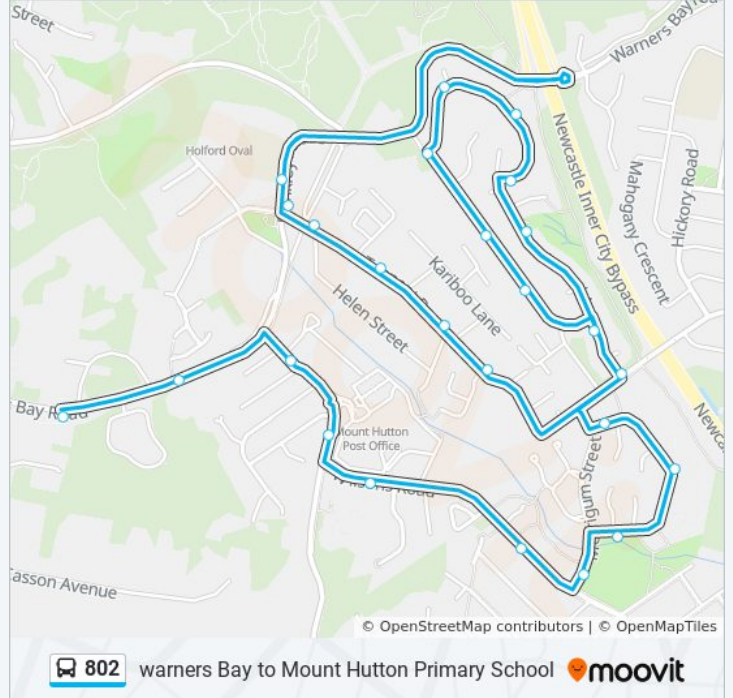 Street
Warners Bay
Holford Oval
Newcastle Inner City Bypass
Mahogany Crescent
Hickory Road
Kariboo Lane
Helen Street
Bay Road
Mount Hutton
Post Office
Wilsons Road
Street
Casson Avenue
© OpenStreetMap contributors | © OpenMapTiles
802 warners Bay to Mount Hutton Primary School moovit